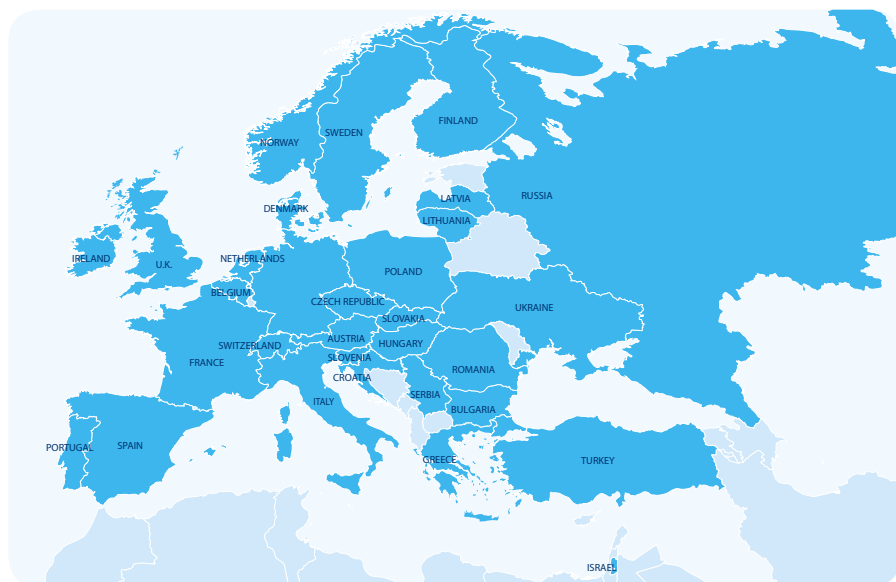 FINLAND
SWEDEN
NORWAY
RUSSIA
LATVIA
DENMARK
LITHUANIA
IRELAND
NETHERLANDS
U.K.
POLAND
BELGIUM
CZECH REPUBLIC
UKRAINE
SLOVAKIA
AUSTRIA
HUNGARY
SWITZERLAND
SLOVENIA
FRANCE
ROMANIA
CROATIA
SERBIA
ITALY
BULGARIA
PORTUGAL
SPAIN
GREECE
TURKEY
ISRAEL